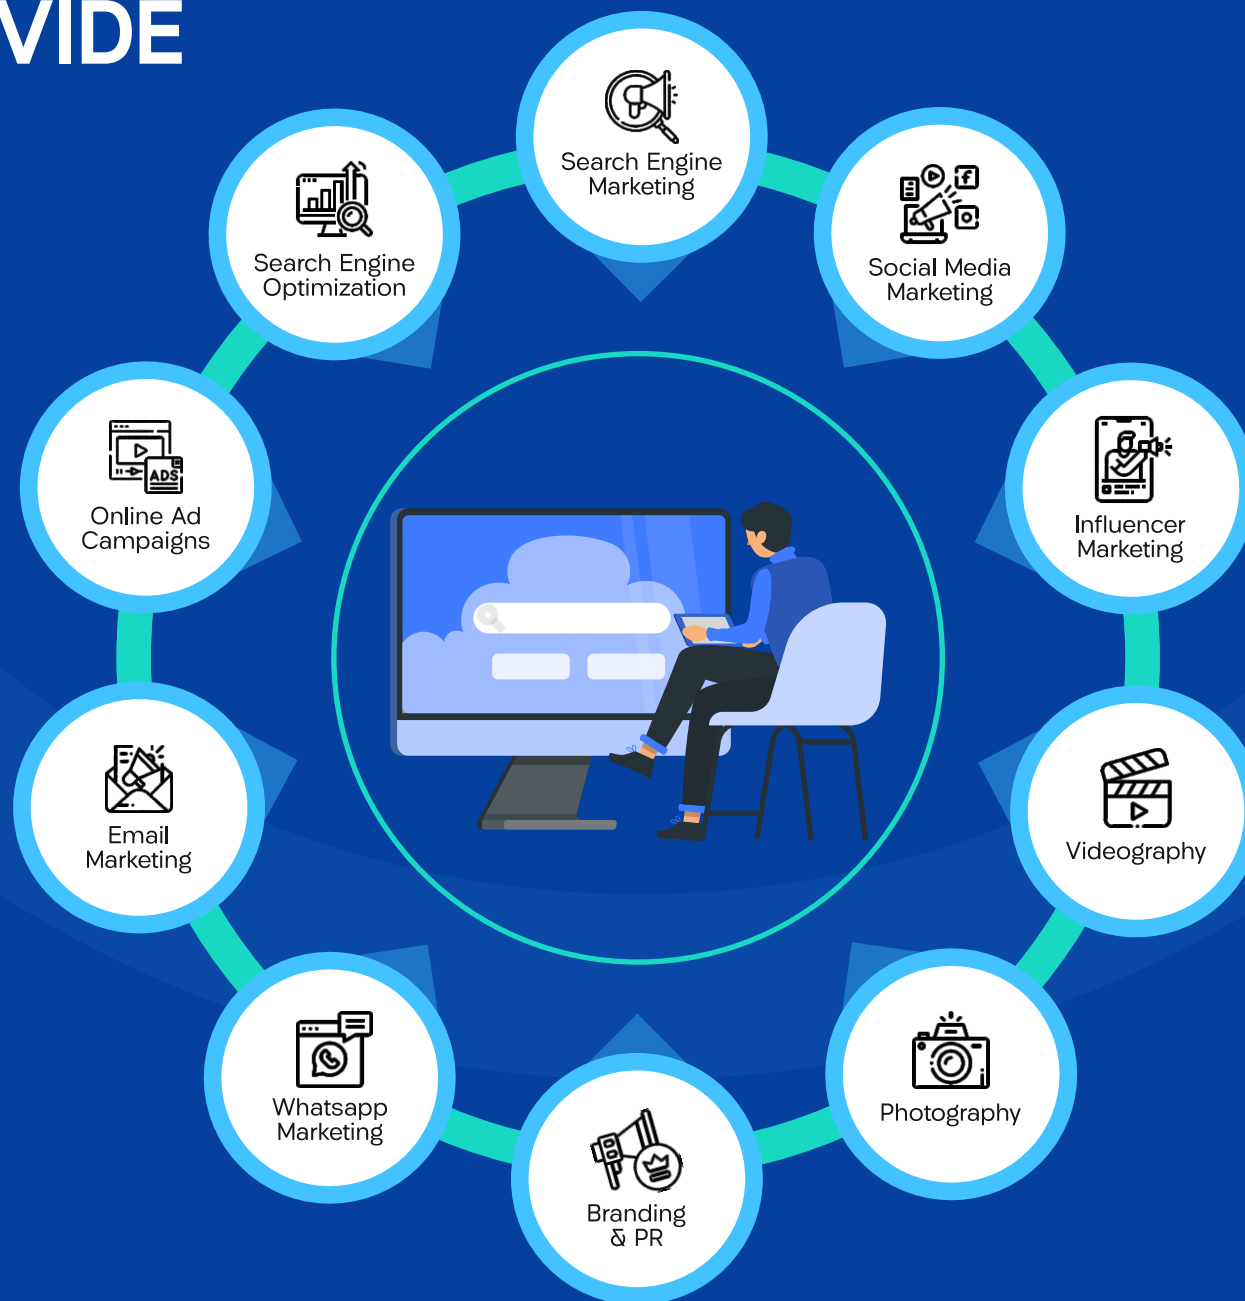 VIDE
Search Engine
Marketing
Social Media
Marketing
Influencer
Marketing
Videography
Photography
Branding
& PR
Whatsapp
Marketing
Email
Marketing
Online Ad
Campaigns
ADS
Search Engine
Optimization